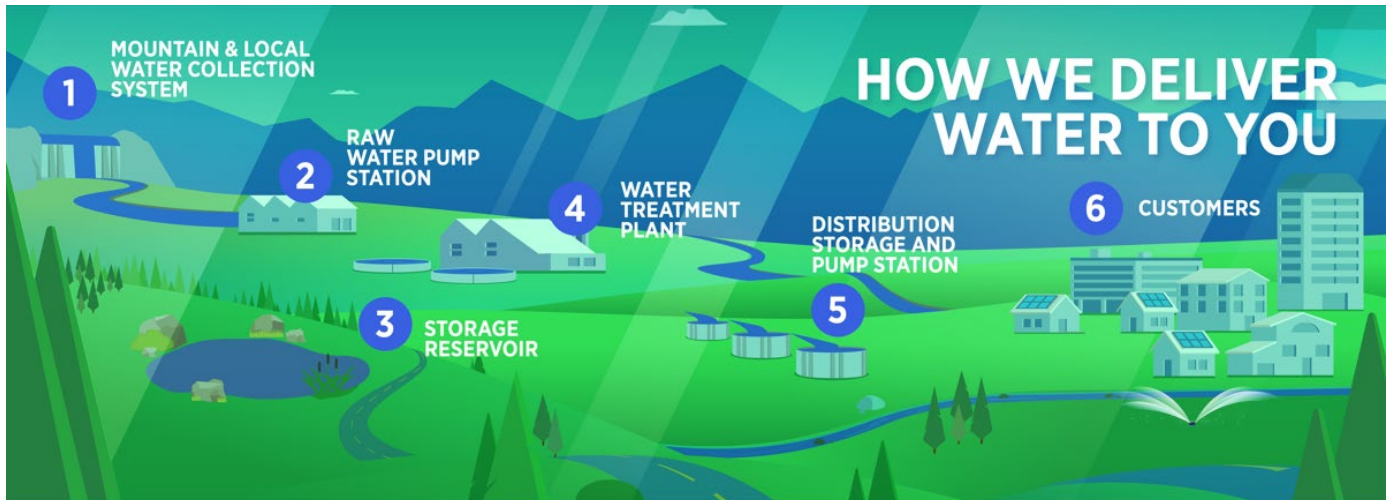 HOW WE DELIVER
WATER TO YOU
1
MOUNTAIN & LOCAL
WATER COLLECTION
SYSTEM
2
RAW
WATER PUMP
STATION
3
STORAGE
RESERVOIR
4
WATER
TREATMENT
PLANT
5
DISTRIBUTION
STORAGE AND
PUMP STATION
6
CUSTOMERS